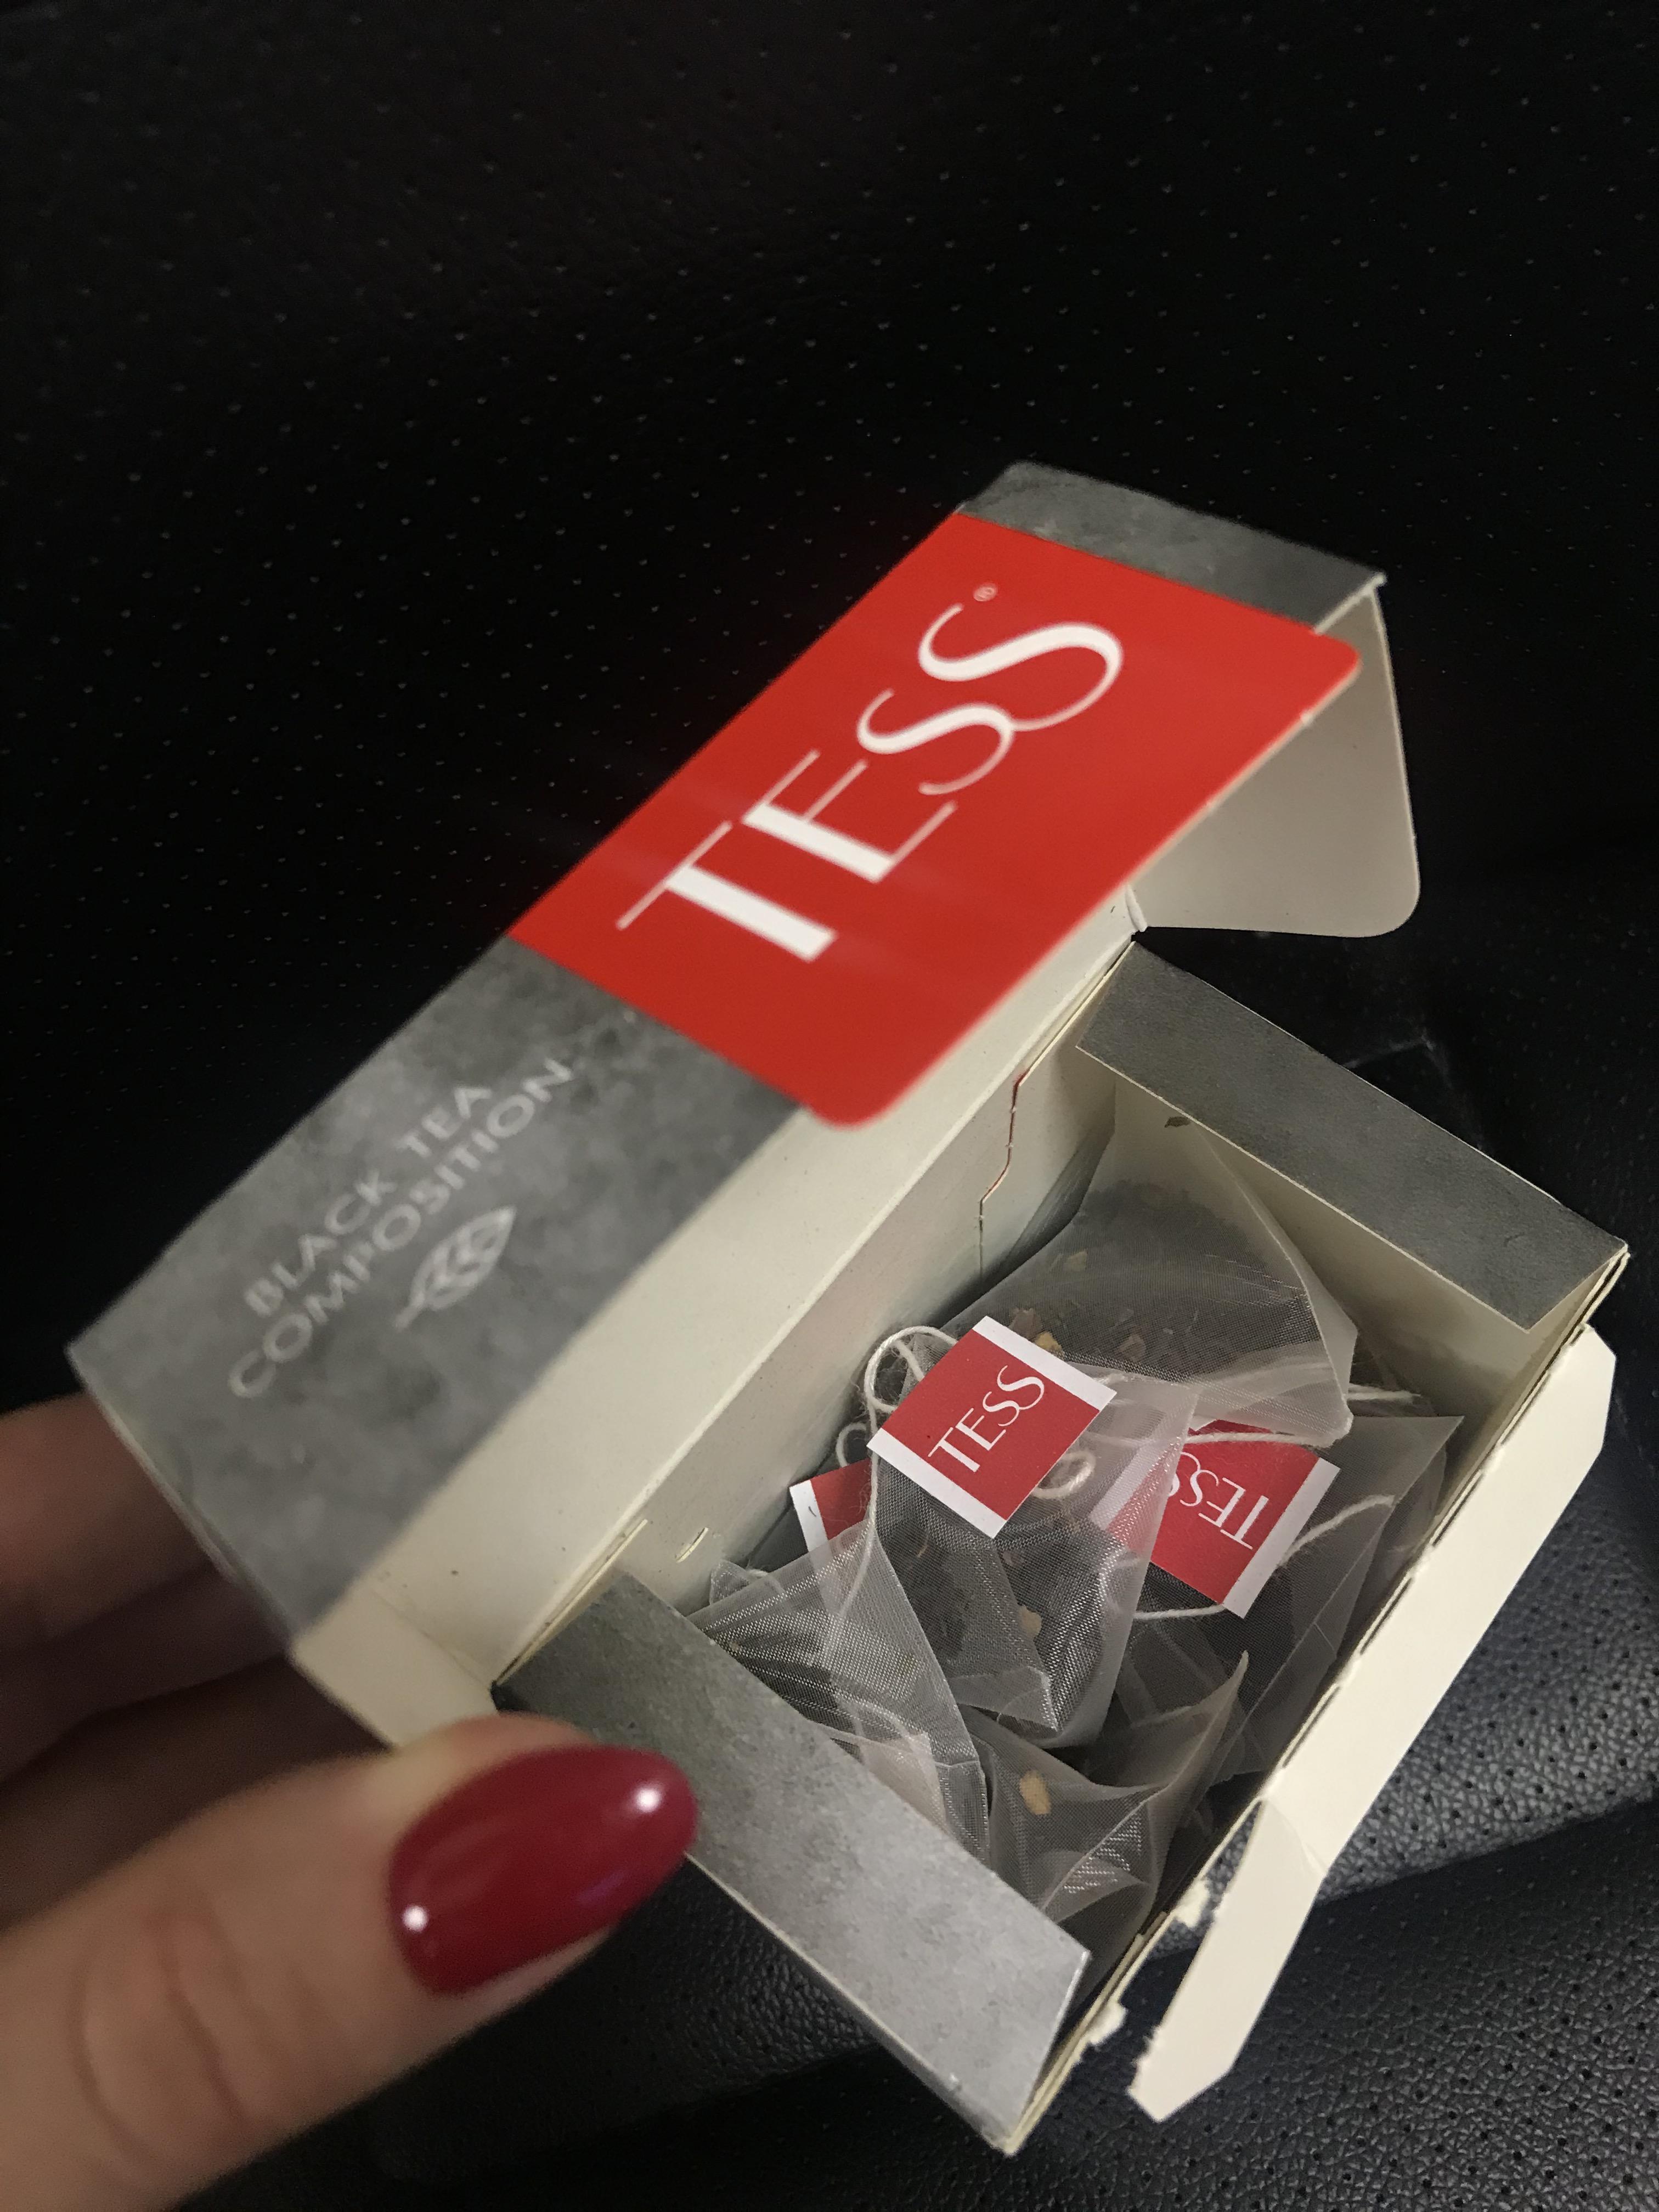 TESS®
BLACK TEA
COMPOSITION
TESS
TESS